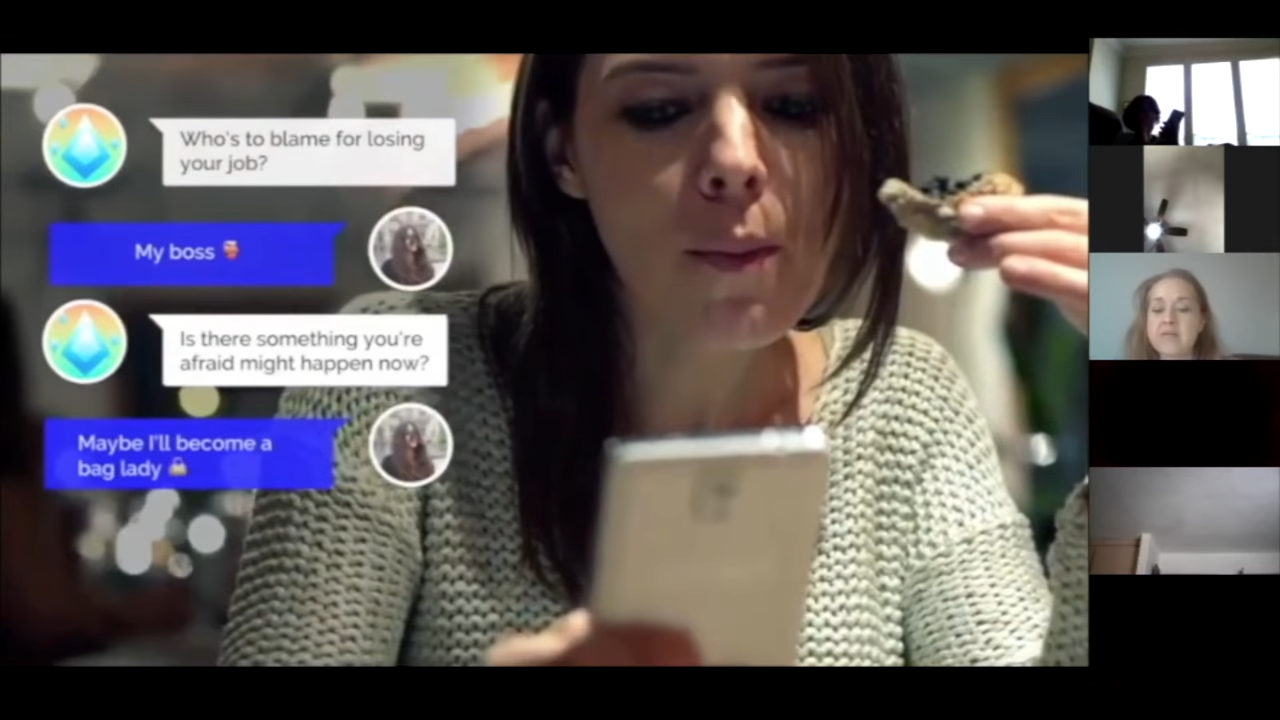 Who's to blame for losing
your job?
My boss 👺
Is there something you're
afraid might happen now?
Maybe I'll become a
bag lady 👜